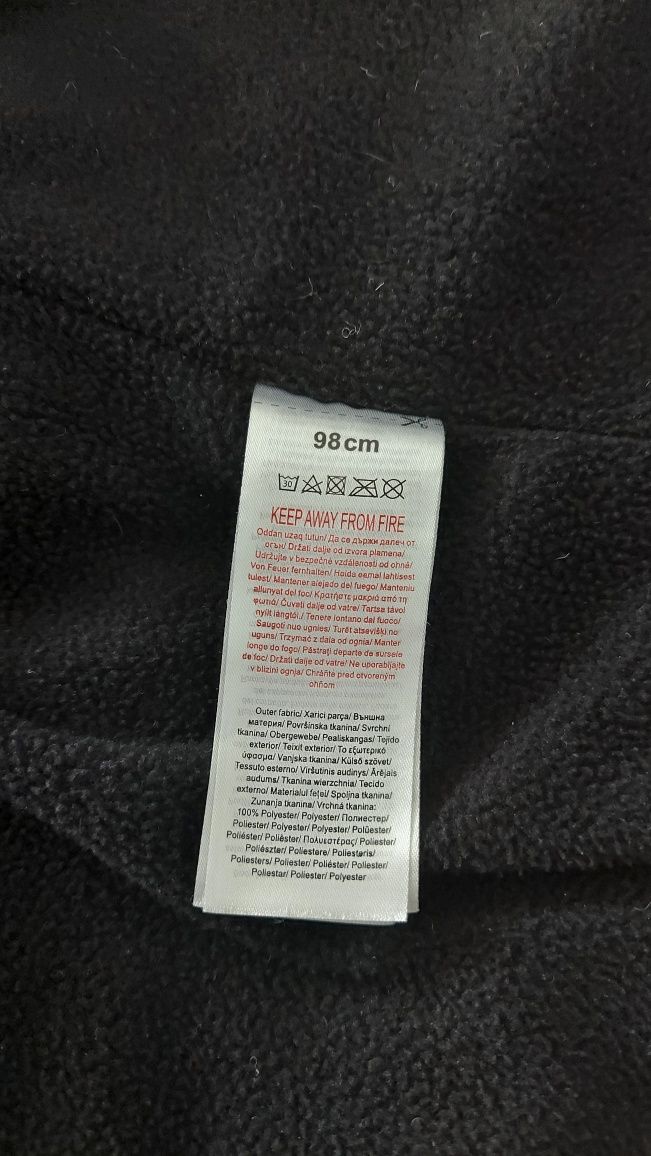 98 cm
30
KEEP AWAY FROM FIRE
Oddan uzaq tutun/ Да се държи далеч от
огън/ Držati dalje od izvora plamena/
Udržujte v bezpečné vzdálenosti od ohně/
Von Feuer fernhalten/ Hoida eemal lahtisest
tulest/ Mantener alejado del fuego/ Manteniu
allunyat del foc/ Κρατήστε μακριά από τη
φωτιά/ Čuvati dalje od vatre/ Tartsa távol
nyílt lángtól./ Tenere lontano dal fuoco/
Saugoti nuo ugnies/ Turēt atsevišķi no
uguns/ Trzymać z dala od ognia/ Manter
longe do fogo/ Păstrați departe de sursele
de foc/ Držati dalje od vatre/ Ne uporabljajte
v bližini ognja/ Chráňte pred otvoreným
ohňom
Outer fabric/ Xarici parça/ Външна
материя/ Površinska tkanina/ Svrchní
tkanina/ Obergewebe/ Pealiskangas/ Tejido
exterior/ Teixit exterior/ Το εξωτερικό
ύφασμα/ Vanjska tkanina/ Külső szövet/
Tessuto esterno/ Viršutinis audinys/ Ārējais
audums/ Tkanina wierzchnia/ Tecido
externo/ Materialul feței/ Spoljna tkanina/
Zunanja tkanina/ Vrchná tkanina:
100% Polyester/ Polyester/ Полиестер/
Poliester/ Polyester/ Polyester/ Polüester/
Poliéster/ Polièster/ Πολυεστέρας/ Poliester/
Poliészter/ Poliestere/ Poliesteris/
Poliesters/ Poliester/ Poliéster/ Poliester/
Poliestar/ Poliester/ Polyester